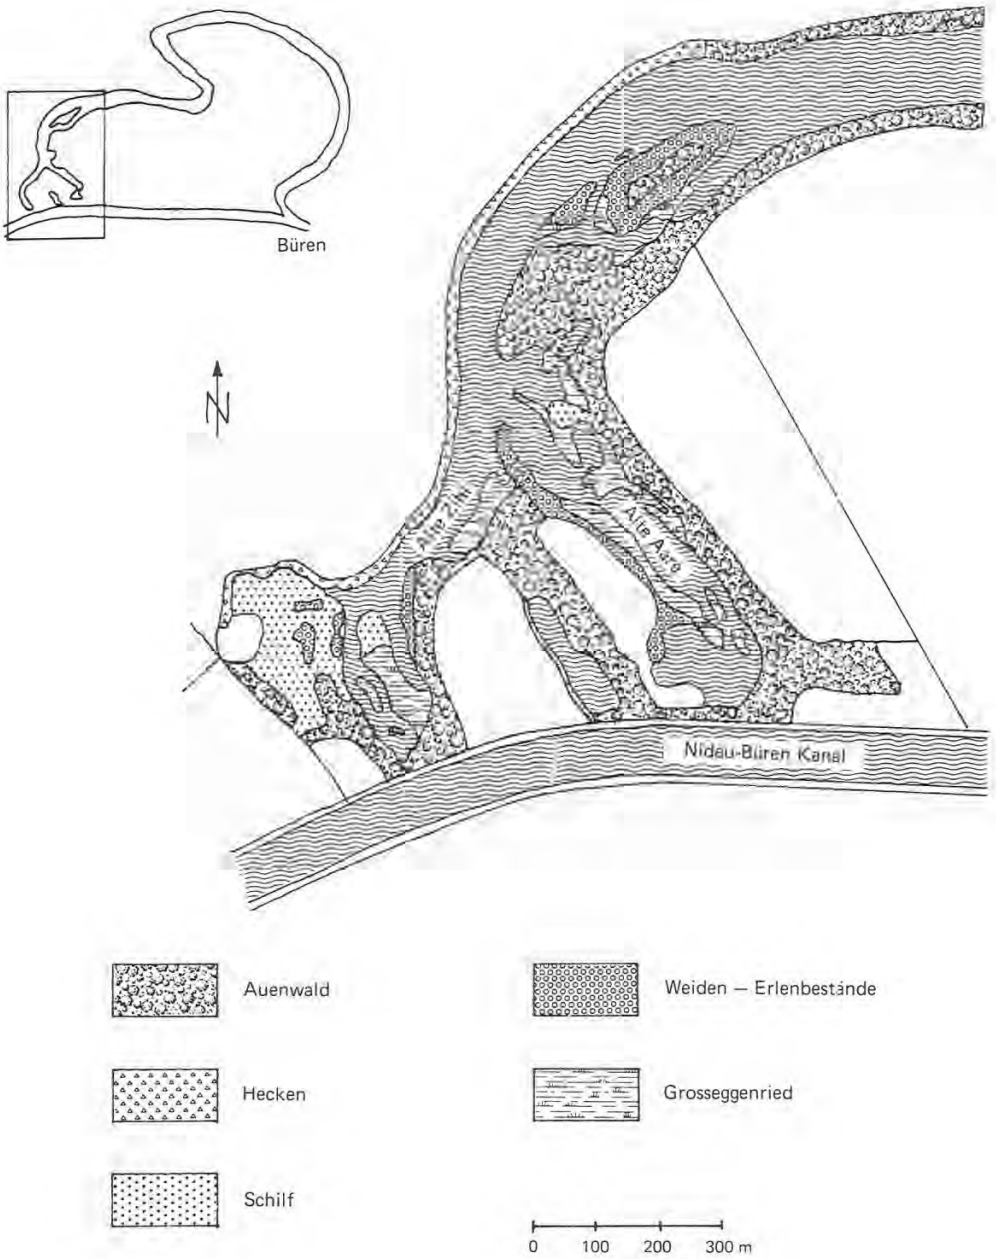 Büren
N
Alte Zihl
Alte Aare
Nidau-Büren Kanal
Auenwald
Weiden – Erlenbestände
Hecken
Grosseggenried
Schilf
0 100 200 300 m